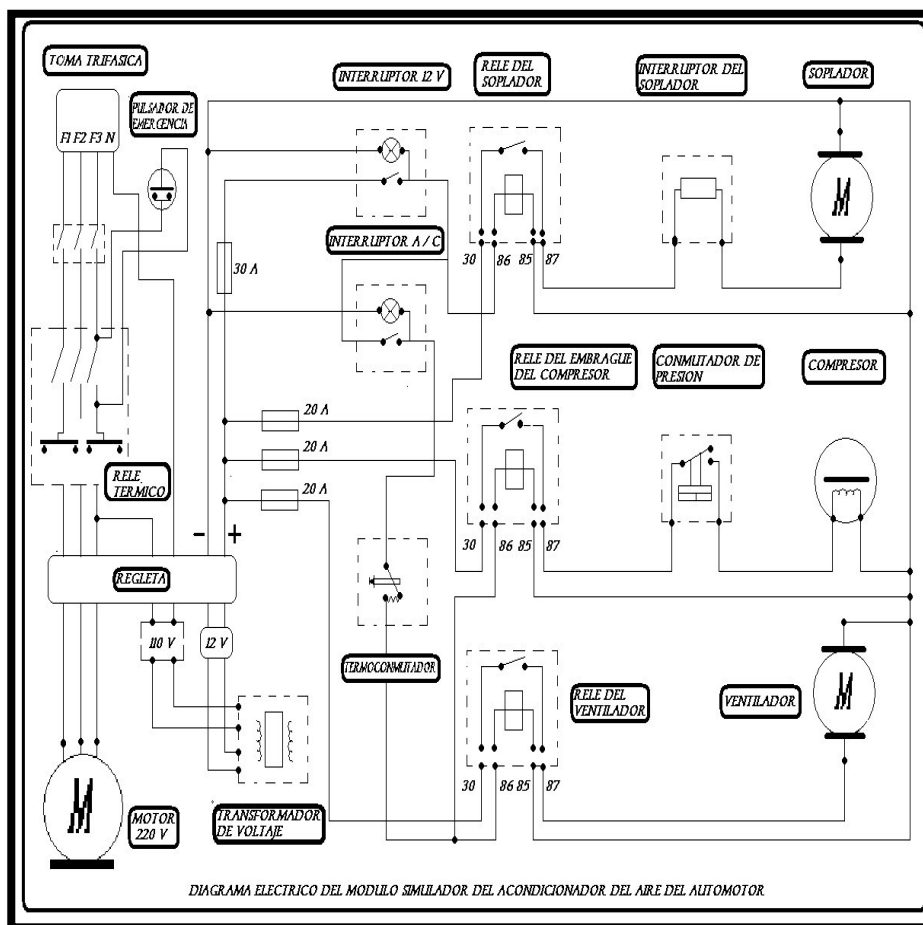 TOMA TRIFASICA
F1 F2 F3 N
PULSADOR DE
EMERGENCIA
INTERRUPTOR 12 V
RELE DEL
SOPLADOR
INTERRUPTOR DEL
SOPLADOR
SOPLADOR
M
30 A
INTERRUPTOR A / C
30 86 85 87
RELE DEL EMBRAGUE
DEL COMPRESOR
CONMUTADOR DE
PRESION
COMPRESOR
20 A
20 A
20 A
RELE
TERMICO
- +
30 86 85 87
REGLETA
110 V
12 V
TERMOCONMUTADOR
RELE DEL
VENTILADOR
VENTILADOR
M
30 86 85 87
M
MOTOR
220 V
TRANSFORMADOR
DE VOLTAJE
DIAGRAMA ELECTRICO DEL MODULO SIMULADOR DEL ACONDICIONADOR DEL AIRE DEL AUTOMOTOR